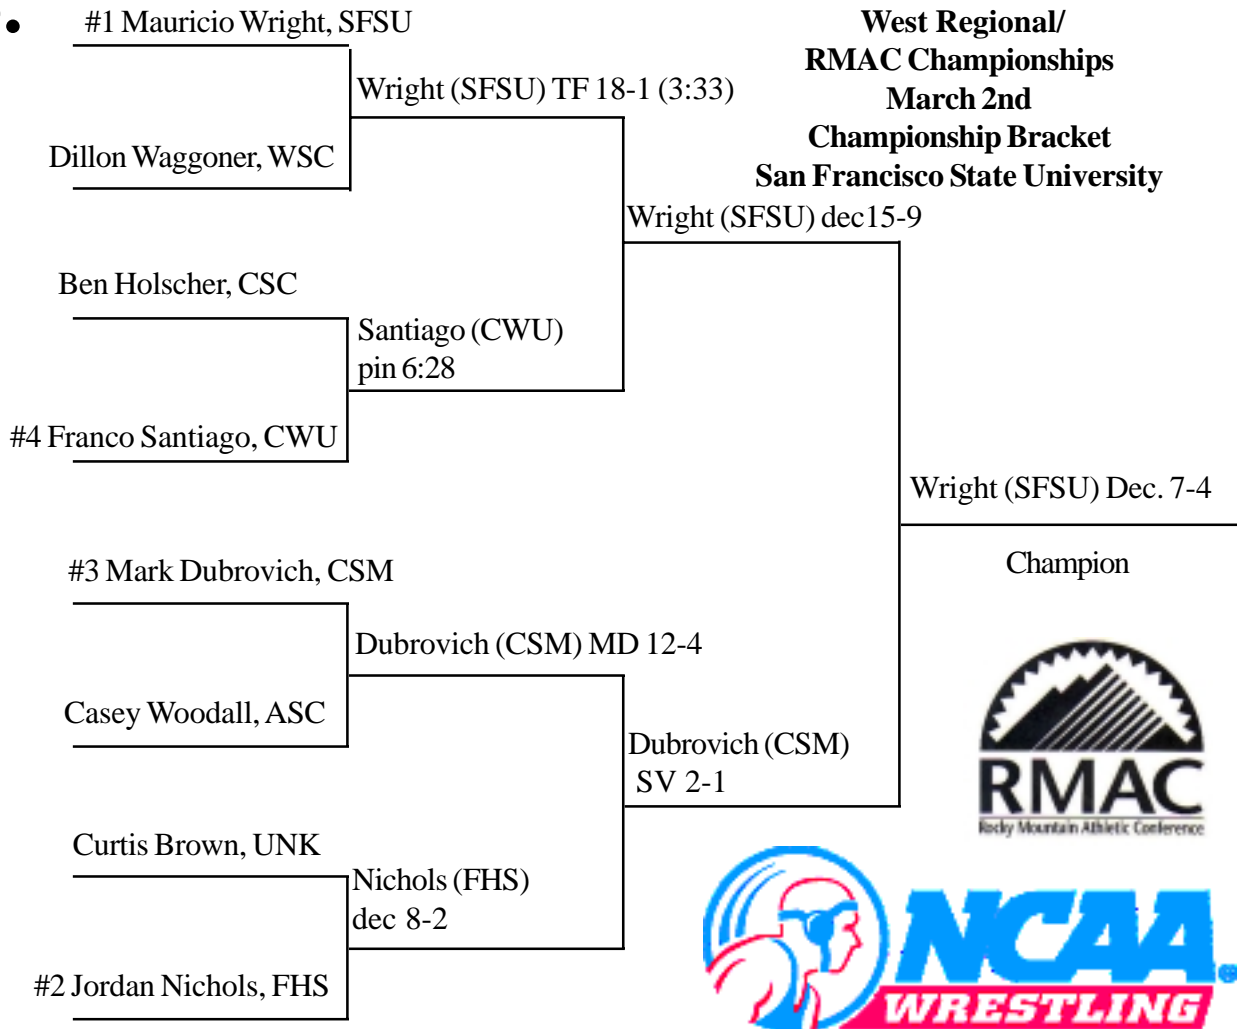 #1 Mauricio Wright, SFSU
West Regional/
RMAC Championships
March 2nd
Championship Bracket
San Francisco State University
Wright (SFSU) TF 18-1 (3:33)
Dillon Waggoner, WSC
Wright (SFSU) dec15-9
Ben Holscher, CSC
Santiago (CWU)
pin 6:28
#4 Franco Santiago, CWU
Wright (SFSU) Dec. 7-4
Champion
#3 Mark Dubrovich, CSM
Dubrovich (CSM) MD 12-4
Casey Woodall, ASC
Dubrovich (CSM)
SV 2-1
Curtis Brown, UNK
Nichols (FHS)
dec 8-2
#2 Jordan Nichols, FHS
RMAC
Rocky Mountain Athletic Conference
NCAA®
WRESTLING